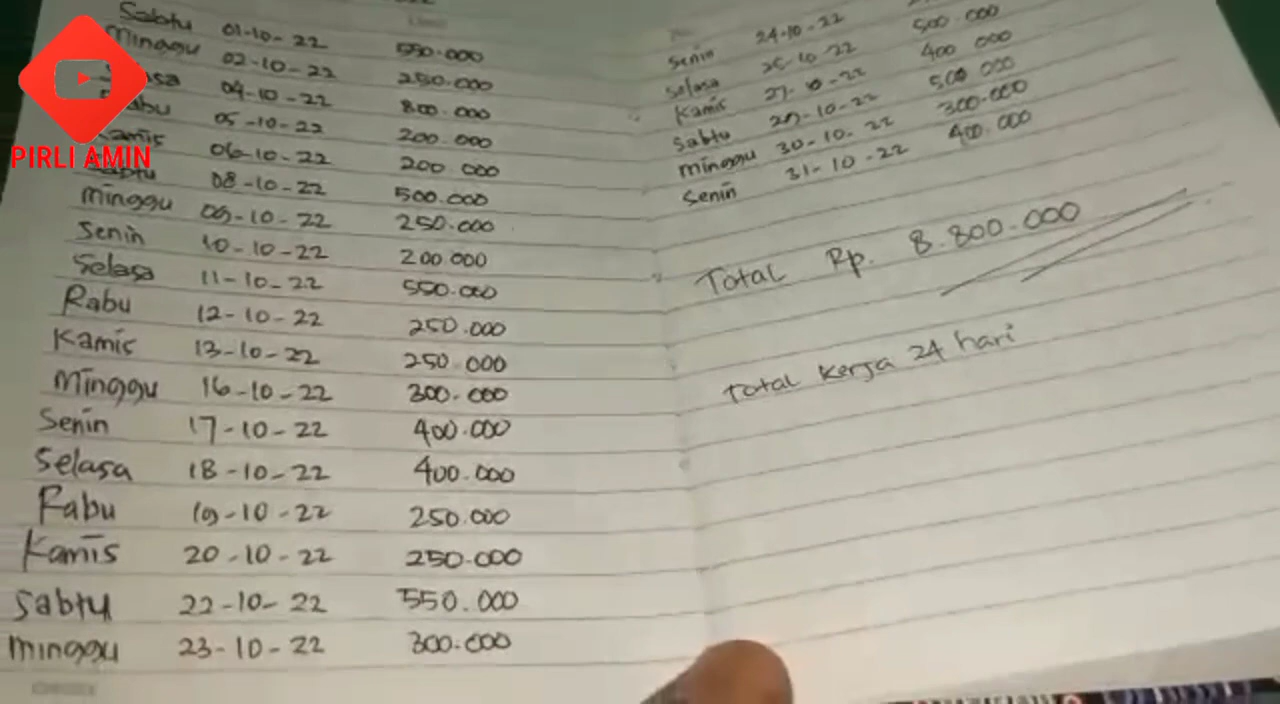 Sabtu 01-10-22 550.000
Minggu 02-10-22 250.000
04-10-22 800.000
05-10-22 200.000
06-10-22 200 000
08-10-22 500.000
Minggu 09-10-22 250.000
Senin 10-10-22 200 000
Selasa 11-10-22 550.000
Rabu 12-10-22 250.000
Kamis 13-10-22 250.000
Minggu 16-10-22 300.000
Senin 17-10-22 400.000
Selasa 18-10-22 400.000
Rabu 19-10-22 250.000
Kamis 20-10-22 250.000
Sabtu 22-10-22 550.000
Minggu 23-10-22 300.000
PIRLI AMIN
Senin 24-10-22
Selasa 25-10-22 500.000
Kamis 27-10-22 400 000
Sabtu 29-10-22 500 000
Minggu 30-10-22 300.000
Senin 31-10-22 400.000
Total Rp. 8.800.000
Total Kerja 24 hari